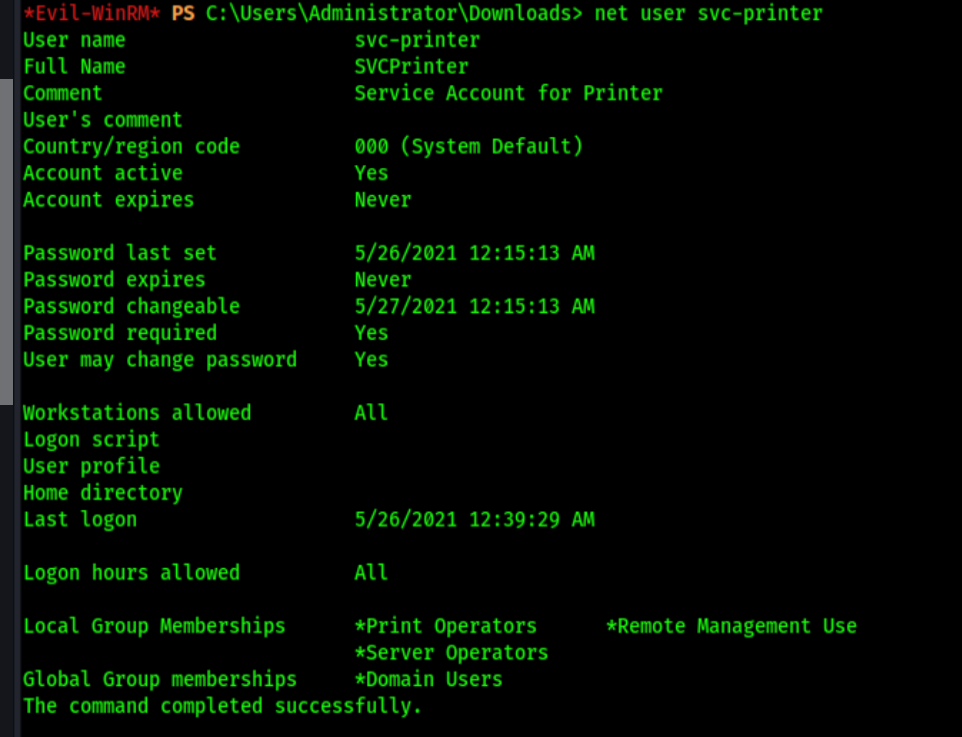 *Evil-WinRM* PS C:\Users\Administrator\Downloads> net user svc-printer
User name svc-printer
Full Name SVCPrinter
Comment Service Account for Printer
User's comment
Country/region code 000 (System Default)
Account active Yes
Account expires Never
Password last set 5/26/2021 12:15:13 AM
Password expires Never
Password changeable 5/27/2021 12:15:13 AM
Password required Yes
User may change password Yes
Workstations allowed All
Logon script
User profile
Home directory
Last logon 5/26/2021 12:39:29 AM
Logon hours allowed All
Local Group Memberships *Print Operators *Remote Management Use
*Server Operators
Global Group memberships *Domain Users
The command completed successfully.